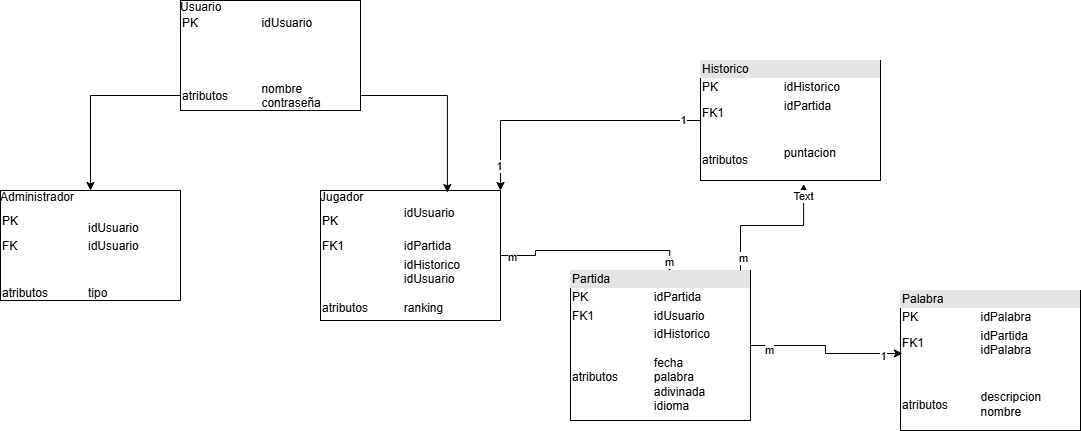 Usuario
PK idUsuario
atributos nombre
contraseña
Historico
PK idHistorico
FK1 idPartida
atributos puntacion
1
1
Administrador
PK idUsuario
FK idUsuario
atributos tipo
Jugador
PK idUsuario
FK1 idPartida
idHistorico
idUsuario
atributos ranking
Text
m
m
m
Partida
PK idPartida
FK1 idUsuario
idHistorico
fecha
atributos palabra
adivinada
idioma
m
1
Palabra
PK idPalabra
FK1 idPartida
idPalabra
atributos descripcion
nombre